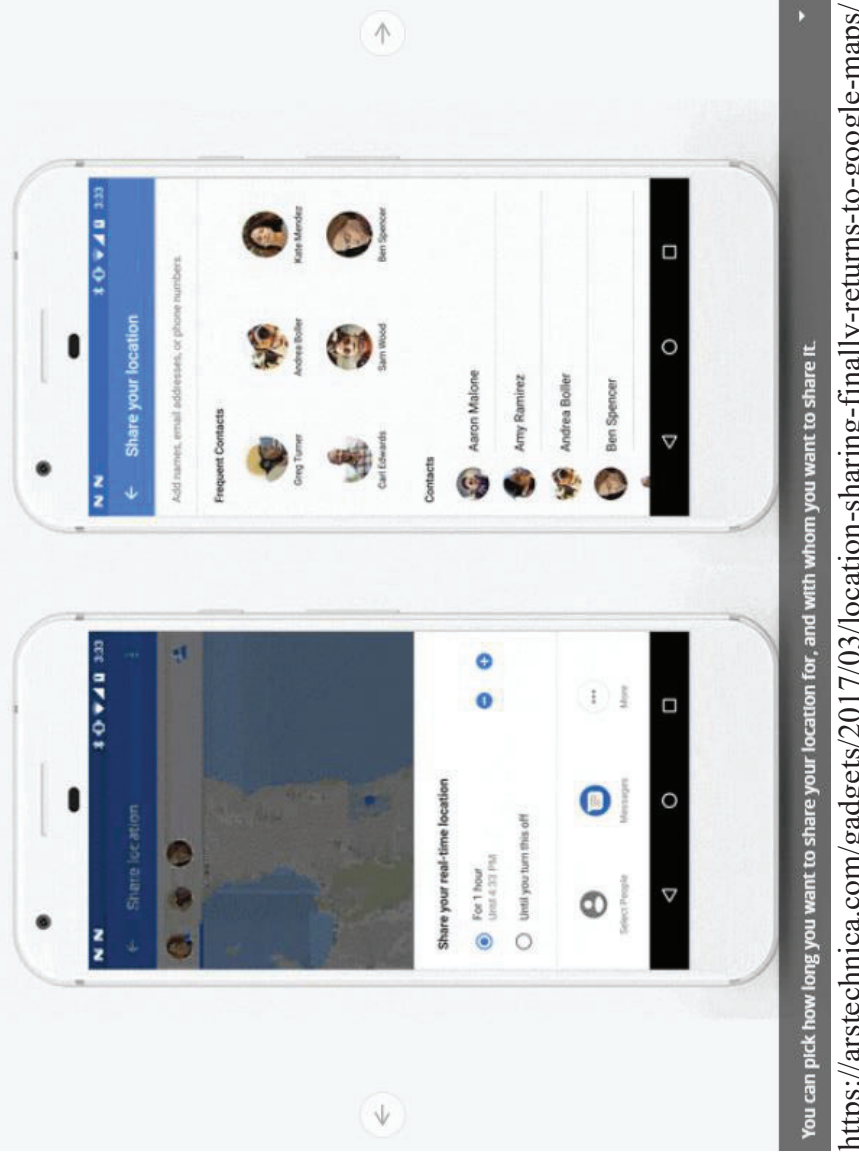 N N 3:33
← Share location
Share your real-time location
For 1 hour
Until 4:33 PM
Until you turn this off
Select People Messages More
N N 3:33
← Share your location
Add names, email addresses, or phone numbers
Frequent Contacts
Greg Turner Andrea Boller Kate Mendez
Carl Edwards Sam Wood Ben Spencer
Contacts
Aaron Malone
Amy Ramirez
Andrea Boller
Ben Spencer
You can pick how long you want to share your location for, and with whom you want to share it.
https://arstechnica.com/gadgets/2017/03/location-sharing-finally-returns-to-google-maps/